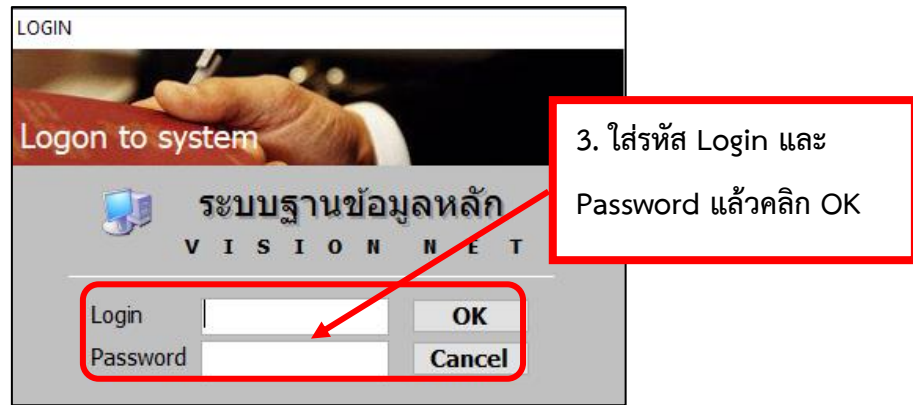 LOGIN
Logon to system
ระบบฐานข้อมูลหลัก
VISION NET
Login
OK
Password
Cancel
3. ใส่รหัส Login และ
Password แล้วคลิก OK